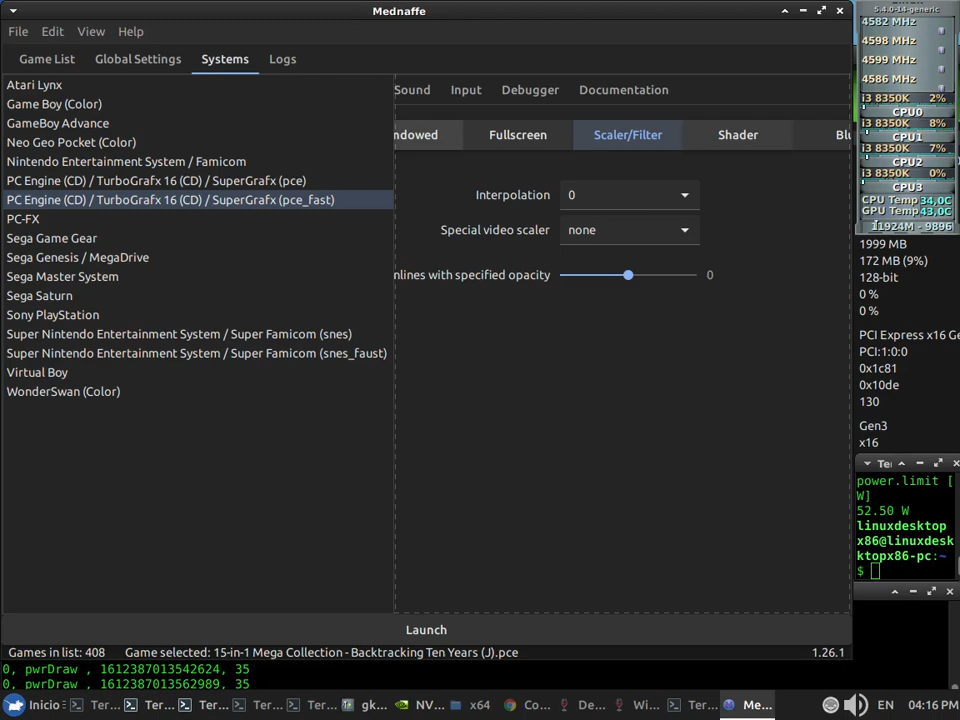 Mednaffe
File Edit View Help
Game List Global Settings Systems Logs
Atari Lynx
Game Boy (Color)
GameBoy Advance
Neo Geo Pocket (Color)
Nintendo Entertainment System / Famicom
PC Engine (CD) / TurboGrafx 16 (CD) / SuperGrafx (pce)
PC Engine (CD) / TurboGrafx 16 (CD) / SuperGrafx (pce_fast)
PC-FX
Sega Game Gear
Sega Genesis / MegaDrive
Sega Master System
Sega Saturn
Sony PlayStation
Super Nintendo Entertainment System / Super Famicom (snes)
Super Nintendo Entertainment System / Super Famicom (snes_faust)
Virtual Boy
WonderSwan (Color)
Sound Input Debugger Documentation
ndowed Fullscreen Scaler/Filter Shader Blu
Interpolation 0
Special video scaler none
nlines with specified opacity 0
Launch
Games in list: 408 Game selected: 15-in-1 Mega Collection - Backtracking Ten Years (J).pce 1.26.1
0, pwrDraw , 1612387013542624, 35
0, pwrDraw , 1612387013562989, 35
5.4.0-14-generic
4582 MHz
4598 MHz
4599 MHz
4586 MHz
i3 8350K 2%
CPU0
i3 8350K 8%
CPU1
i3 8350K 7%
CPU2
i3 8350K 0%
CPU3
CPU Temp 34,0C
GPU Temp 43,0C
11924M - 9896
1999 MB
172 MB (9%)
128-bit
0 %
0 %
PCI Express x16 Ge
PCI:1:0:0
0x1c81
0x10de
130
Gen3
x16
Te
power.limit [
W]
52.50 W
linuxdesktop
x86@linuxdesk
ktopx86-pc:~
$
Inicio Ter... Ter... Ter... Ter... Ter... gk... NV... x64 Co... De... Wi... Ter... Me... EN 04:16 PM